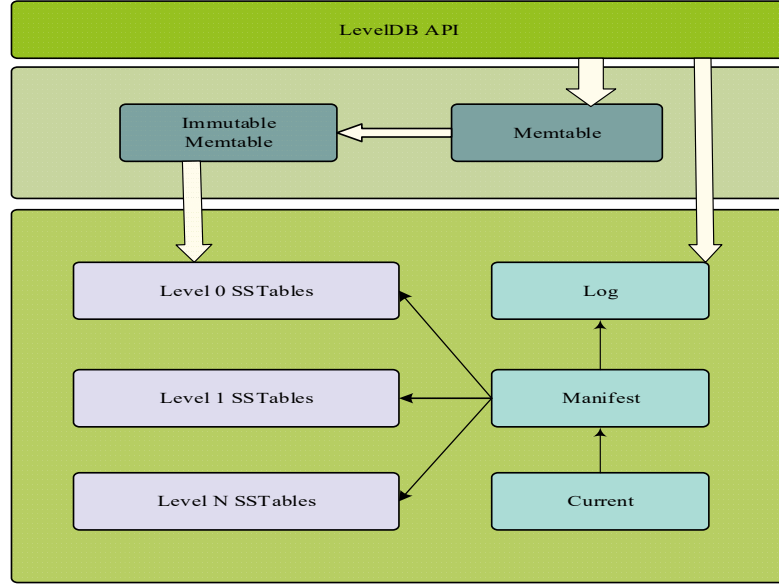 LevelDB API
Immutable
Memtable
Memtable
Level 0 SSTables
Log
Level 1 SSTables
Manifest
Level N SSTables
Current